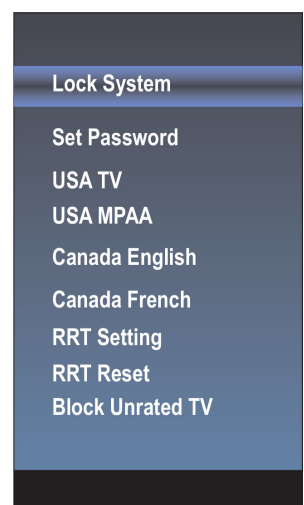 Lock System
Set Password
USA TV
USA MPAA
Canada English
Canada French
RRT Setting
RRT Reset
Block Unrated TV